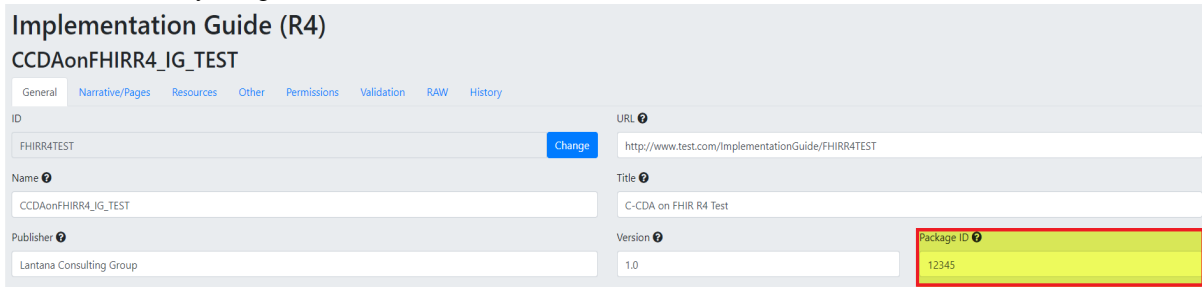 Implementation Guide (R4)
CCDAonFHIRR4_IG_TEST
General Narrative/Pages Resources Other Permissions Validation RAW History
ID URL
FHIRR4TEST Change http://www.test.com/ImplementationGuide/FHIRR4TEST
Name Title
CCDAonFHIRR4_IG_TEST C-CDA on FHIR R4 Test
Publisher Version Package ID
Lantana Consulting Group 1.0 12345